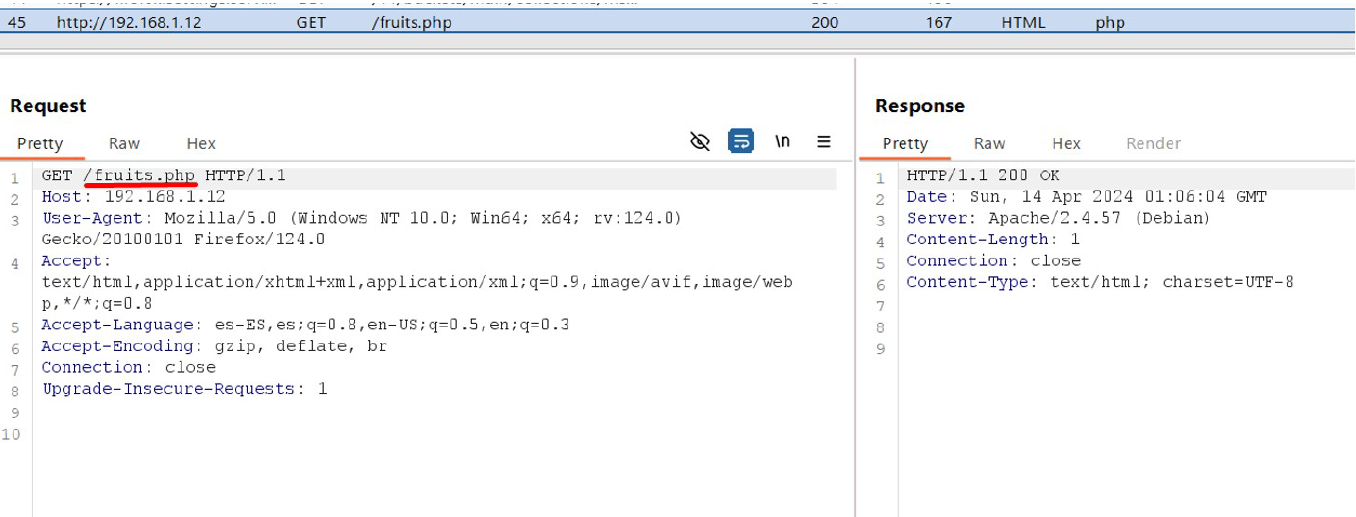 45 http://192.168.1.12 GET /fruits.php 200 167 HTML php
Request
Pretty Raw Hex \n
1 GET /fruits.php HTTP/1.1
2 Host: 192.168.1.12
3 User-Agent: Mozilla/5.0 (Windows NT 10.0; Win64; x64; rv:124.0)
Gecko/20100101 Firefox/124.0
4 Accept:
text/html,application/xhtml+xml,application/xml;q=0.9,image/avif,image/web
p,*/*;q=0.8
5 Accept-Language: es-ES,es;q=0.8,en-US;q=0.5,en;q=0.3
6 Accept-Encoding: gzip, deflate, br
7 Connection: close
8 Upgrade-Insecure-Requests: 1
9
10
Response
Pretty Raw Hex Render
1 HTTP/1.1 200 OK
2 Date: Sun, 14 Apr 2024 01:06:04 GMT
3 Server: Apache/2.4.57 (Debian)
4 Content-Length: 1
5 Connection: close
6 Content-Type: text/html; charset=UTF-8
7
8
9